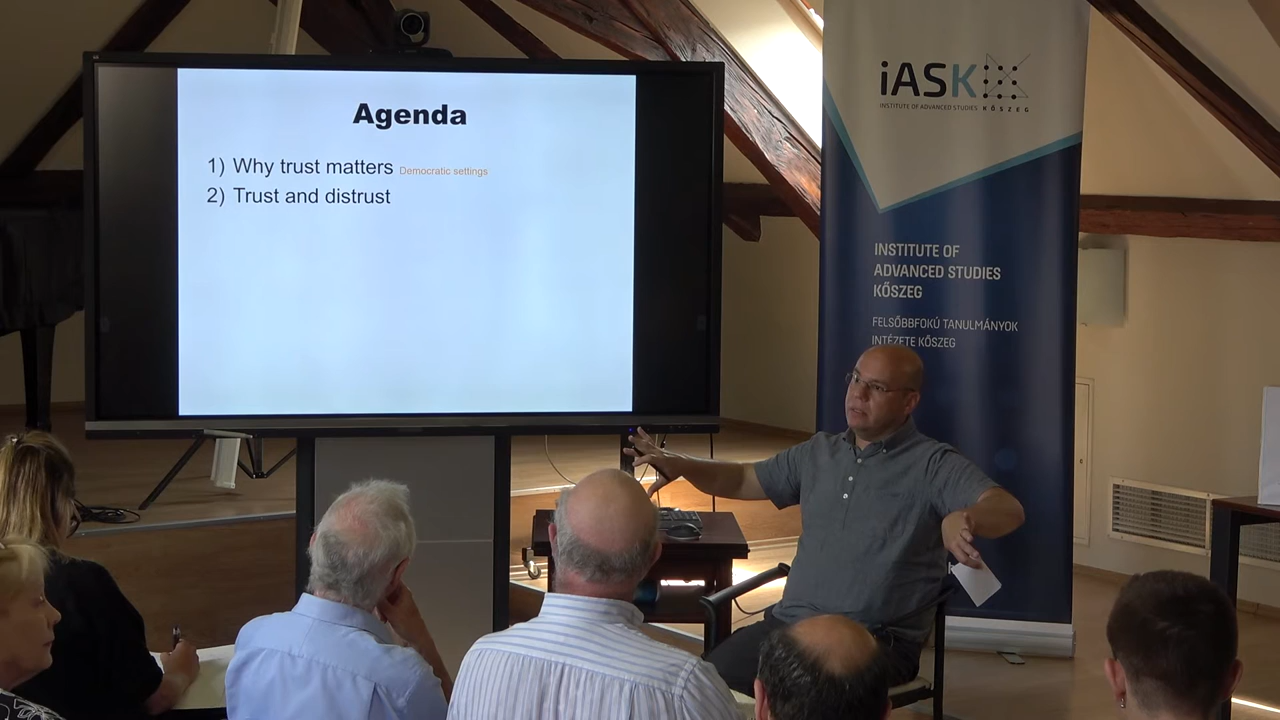 Agenda
1) Why trust matters Democratic settings
2) Trust and distrust
iASK
INSTITUTE OF ADVANCED STUDIES KŐSZEG
INSTITUTE OF
ADVANCED STUDIES
KŐSZEG
FELSŐBBFOKÚ TANULMÁNYOK
INTÉZETE KŐSZEG